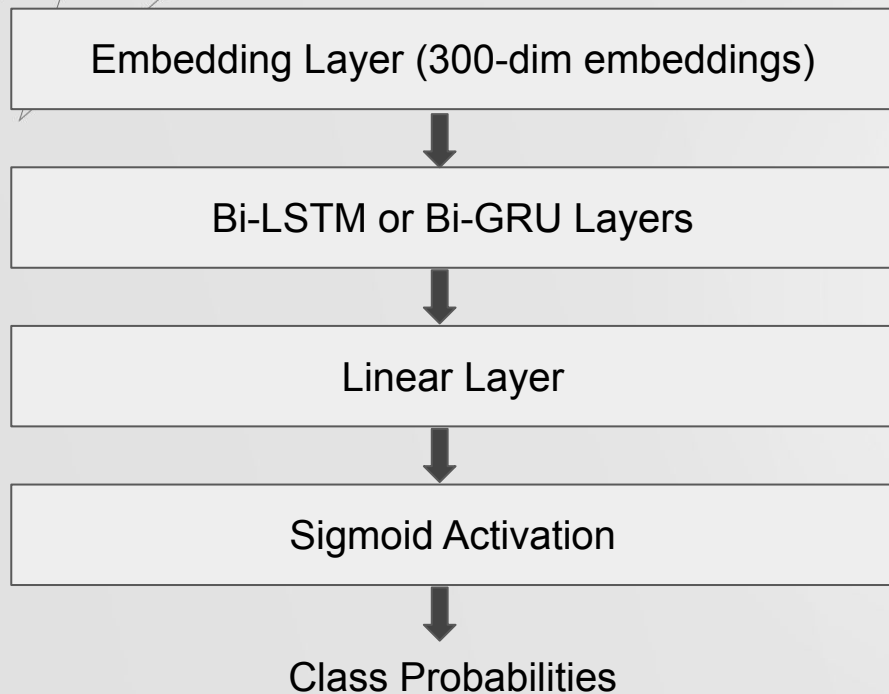 Embedding Layer (300-dim embeddings)
Bi-LSTM or Bi-GRU Layers
Linear Layer
Sigmoid Activation
Class Probabilities